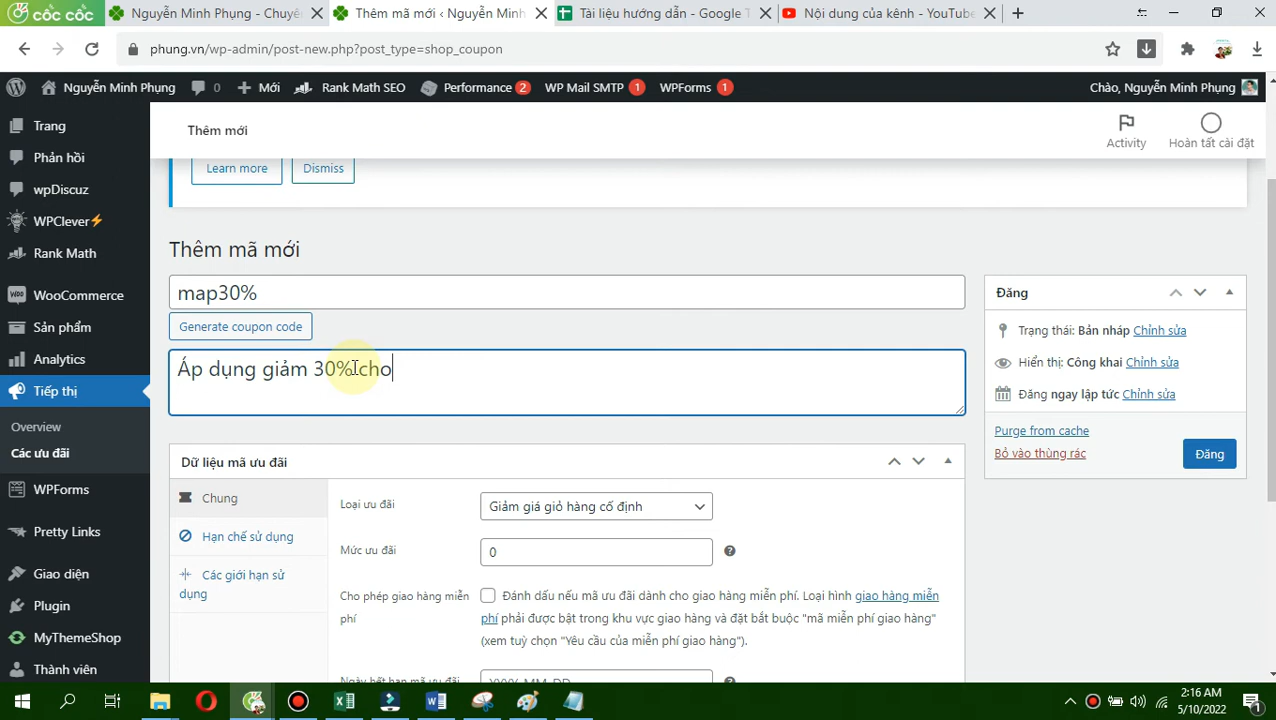 cốc cốc
Nguyễn Minh Phụng - Chuyên
Thêm mã mới ‹ Nguyễn Minh
Tài liệu hướng dẫn - Google T
Nội dung của kênh - YouTube
phung.vn/wp-admin/post-new.php?post_type=shop_coupon
Nguyễn Minh Phụng 0 Mới Rank Math SEO Performance 2 WP Mail SMTP 1 WPForms 1 Chào, Nguyễn Minh Phụng
Trang
Phản hồi
wpDiscuz
WPClever⚡
Rank Math
WooCommerce
Sản phẩm
Analytics
Tiếp thị
Overview
Các ưu đãi
WPForms
Pretty Links
Giao diện
Plugin
MyThemeShop
Thành viên
Thêm mới
Activity
Hoàn tất cài đặt
Learn more
Dismiss
Thêm mã mới
map30%
Generate coupon code
Áp dụng giảm 30% cho
Dữ liệu mã ưu đãi
Chung
Hạn chế sử dụng
Các giới hạn sử
dụng
Loại ưu đãi
Giảm giá giỏ hàng cố định
Mức ưu đãi
0
Cho phép giao hàng miễn
phí
Đánh dấu nếu mã ưu đãi dành cho giao hàng miễn phí. Loại hình giao hàng miễn
phí phải được bật trong khu vực giao hàng và đặt bắt buộc "mã miễn phí giao hàng"
(xem tuỳ chọn "Yêu cầu của miễn phí giao hàng").
Ngày hết hạn mã ưu đãi
YYYY-MM-DD
Đăng
Trạng thái: Bản nháp Chỉnh sửa
Hiển thị: Công khai Chỉnh sửa
Đăng ngay lập tức Chỉnh sửa
Purge from cache
Bỏ vào thùng rác
Đăng
2:16 AM
5/10/2022
1